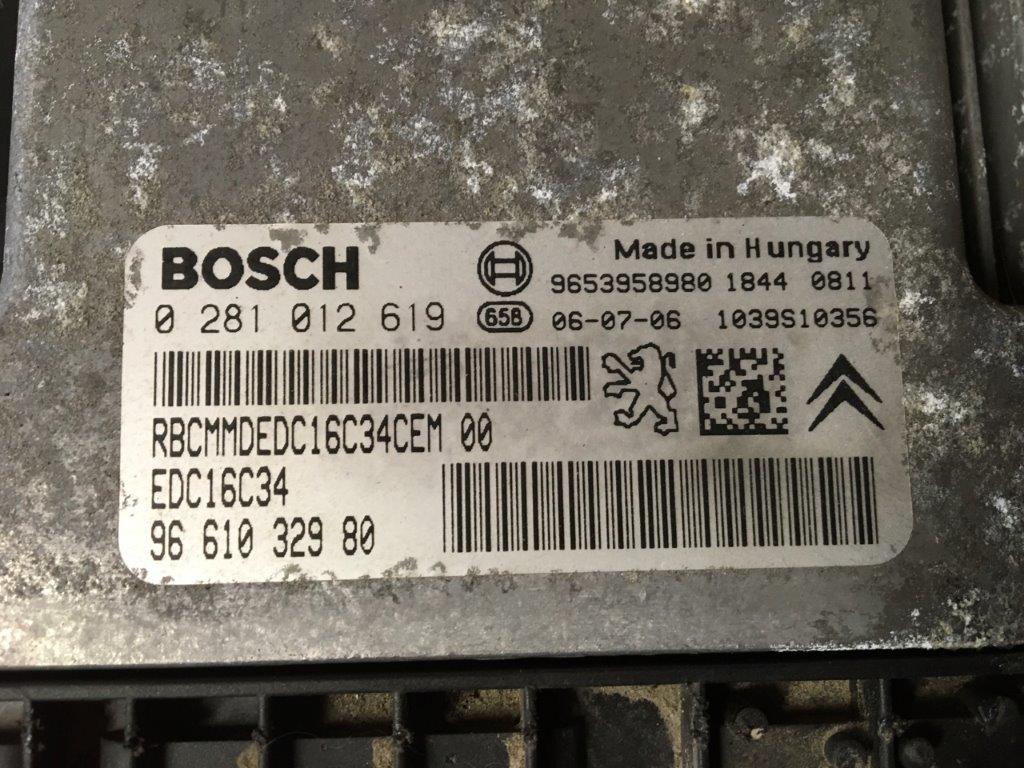 BOSCH
Made in Hungary
9653958980 1844 0811
0 281 012 619
658
06-07-06 1039S10356
RBCMMDEDC16C34CEM 00
EDC16C34
96 610 329 80